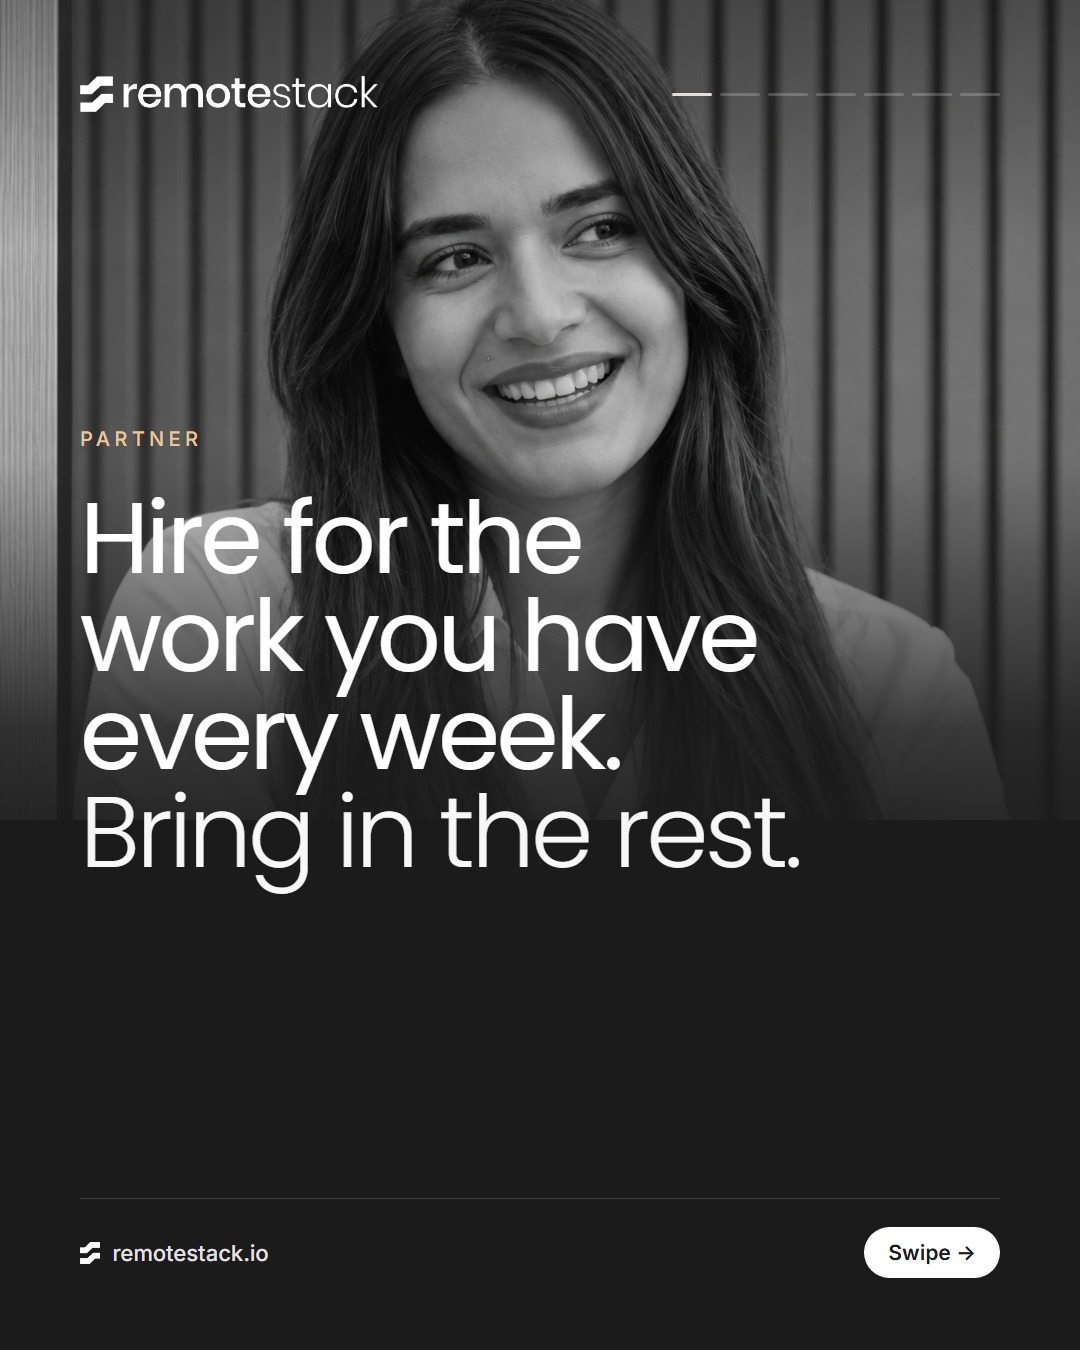 remotestack
PARTNER
Hire for the
work you have
every week.
Bring in the rest.
remotestack.io
Swipe →